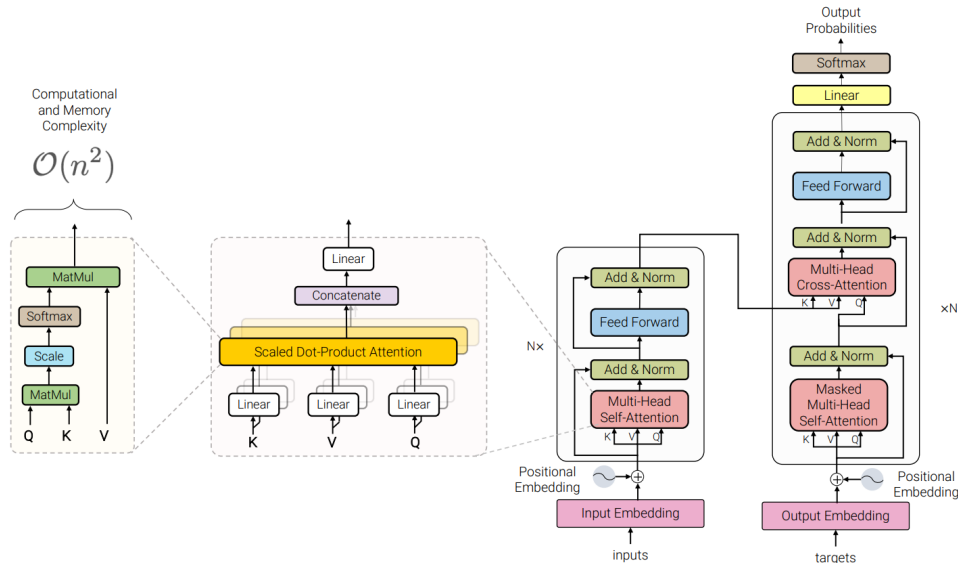 Computational
and Memory
Complexity
O(n²)
MatMul
Softmax
Scale
MatMul
Q K V
Linear
Concatenate
Scaled Dot-Product Attention
Linear Linear Linear
K V Q
N×
Add & Norm
Feed Forward
Add & Norm
Multi-Head
Self-Attention
K V Q
Positional
Embedding
Input Embedding
inputs
Output
Probabilities
Softmax
Linear
Add & Norm
Feed Forward
Add & Norm
Multi-Head
Cross-Attention
K V Q
×N
Add & Norm
Masked
Multi-Head
Self-Attention
K V Q
Positional
Embedding
Output Embedding
targets